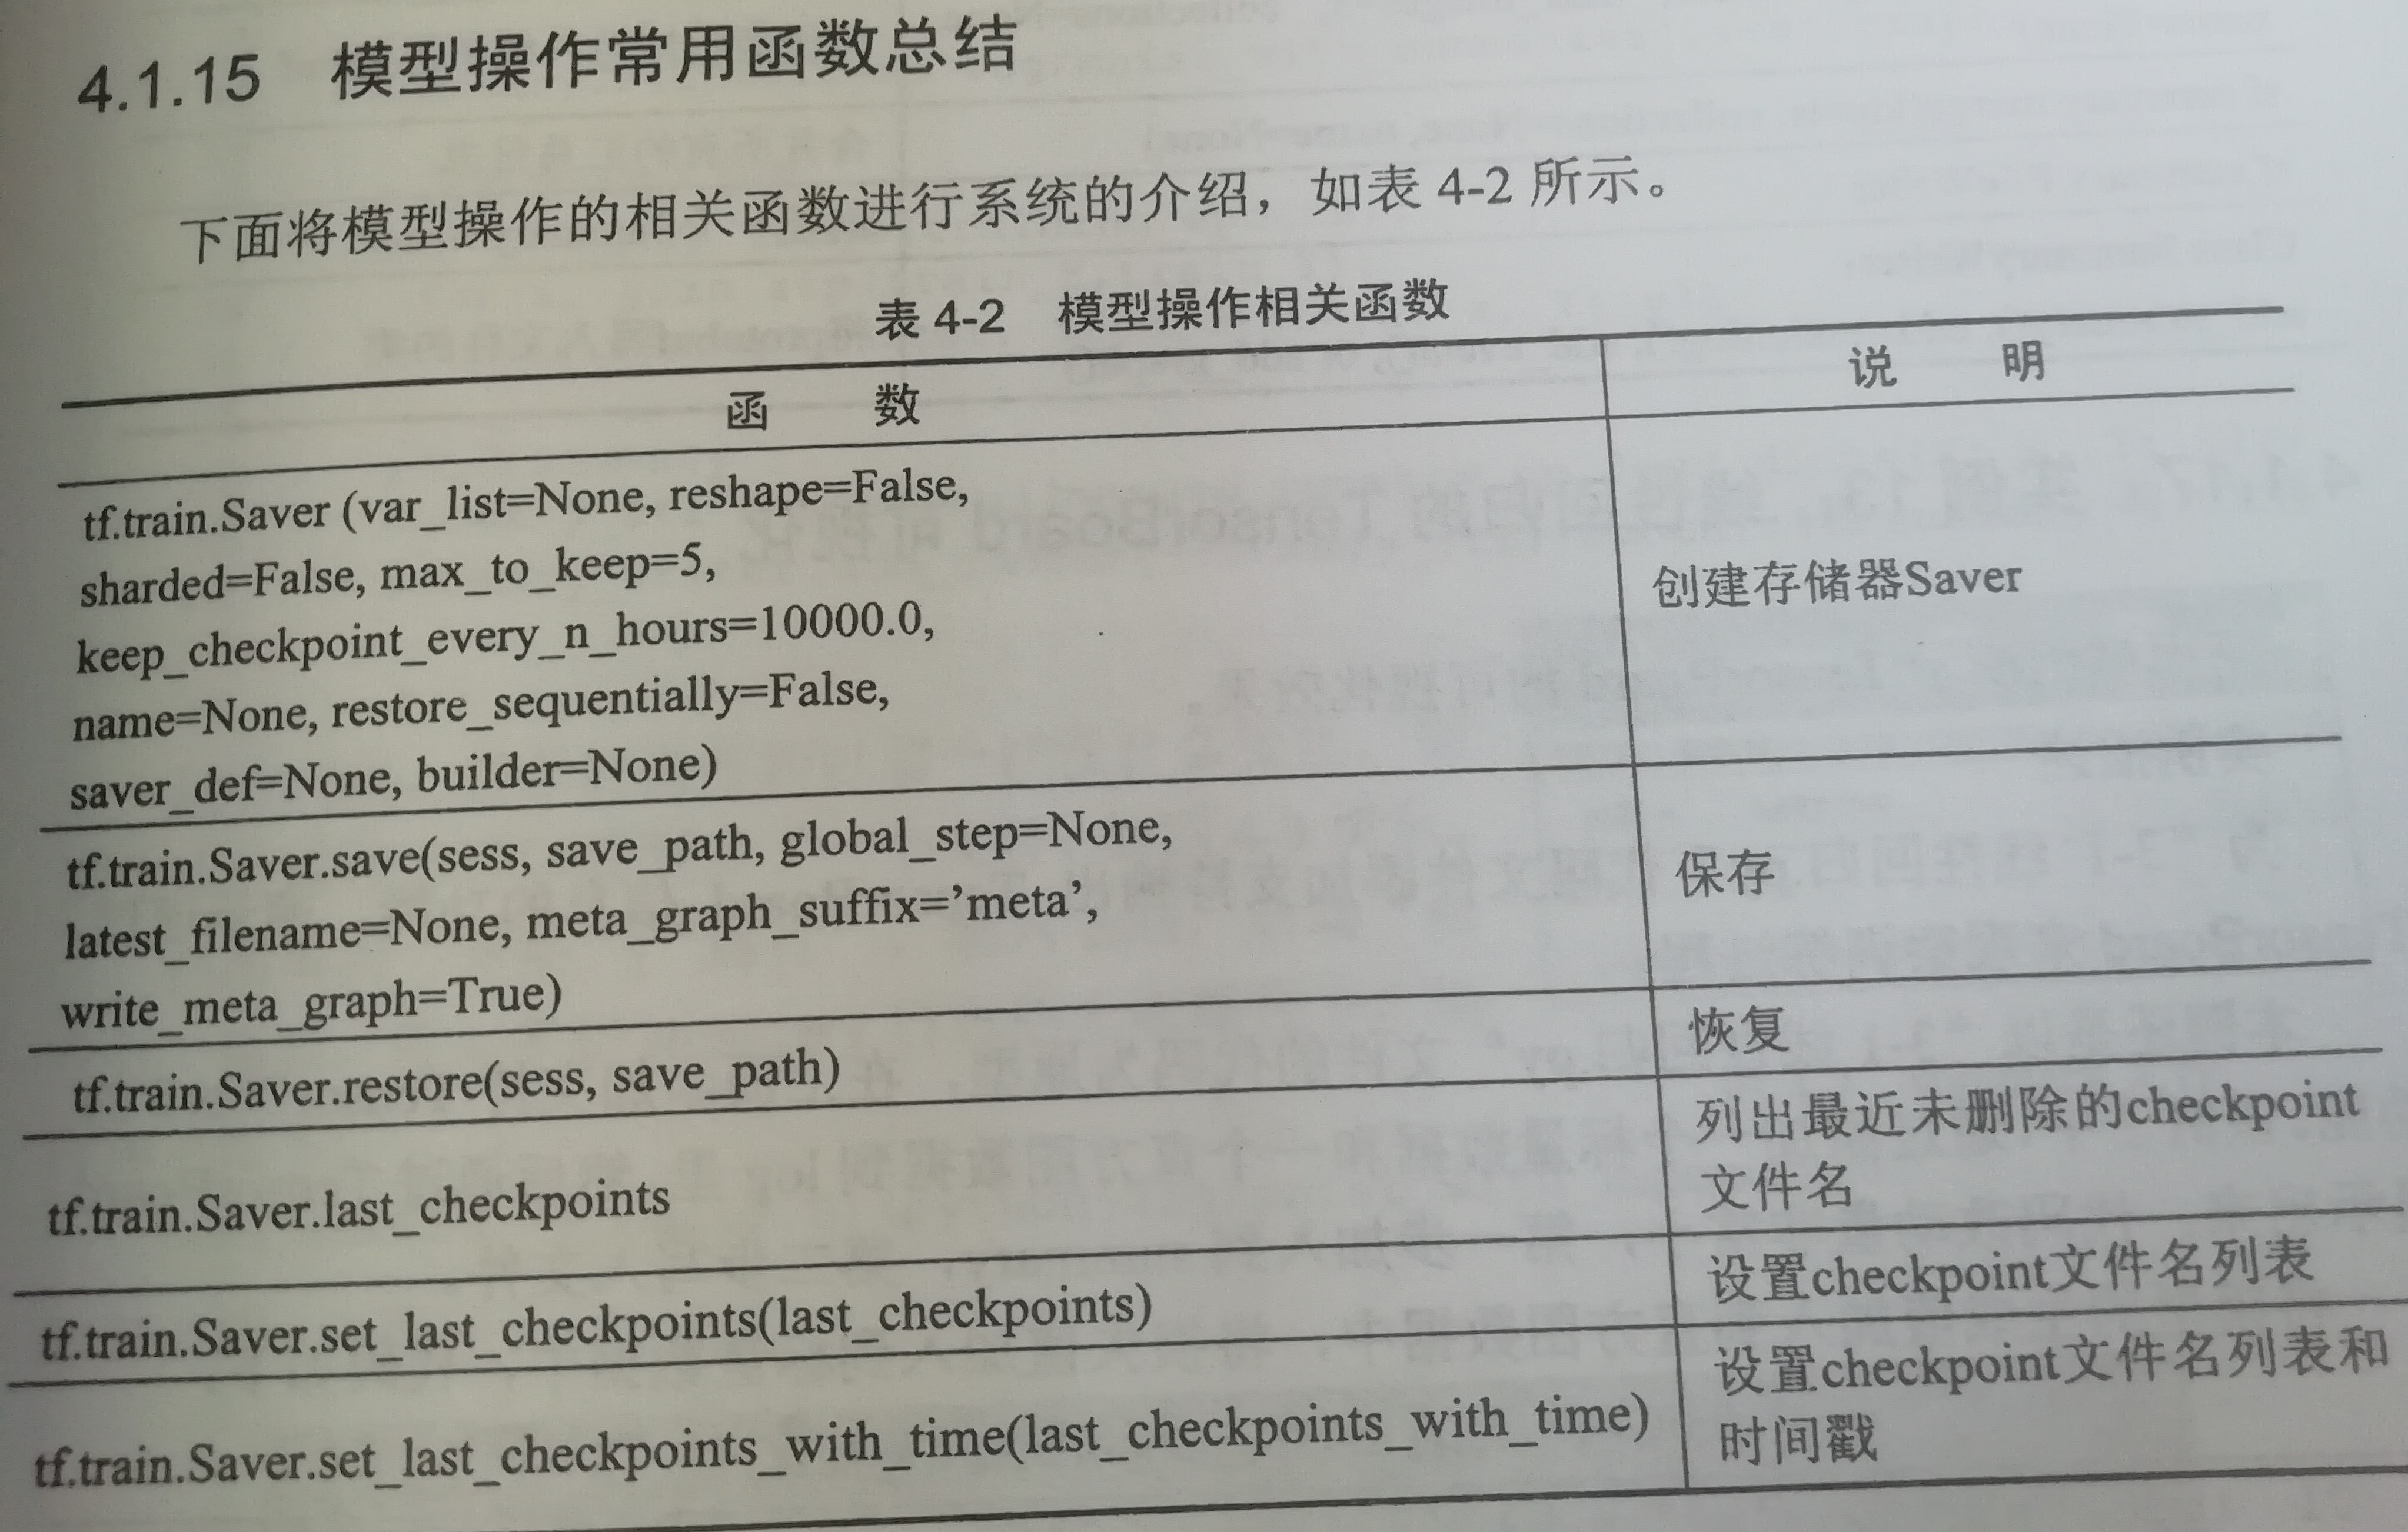 4.1.15 模型操作常用函数总结
下面将模型操作的相关函数进行系统的介绍，如表 4-2 所示。
表 4-2 模型操作相关函数
函 数
说 明
tf.train.Saver (var_list=None, reshape=False,
sharded=False, max_to_keep=5,
keep_checkpoint_every_n_hours=10000.0,
name=None, restore_sequentially=False,
saver_def=None, builder=None)
创建存储器Saver
tf.train.Saver.save(sess, save_path, global_step=None,
latest_filename=None, meta_graph_suffix=’meta’,
write_meta_graph=True)
保存
tf.train.Saver.restore(sess, save_path)
恢复
tf.train.Saver.last_checkpoints
列出最近未删除的checkpoint
文件名
tf.train.Saver.set_last_checkpoints(last_checkpoints)
设置checkpoint文件名列表
tf.train.Saver.set_last_checkpoints_with_time(last_checkpoints_with_time)
设置checkpoint文件名列表和
时间戳